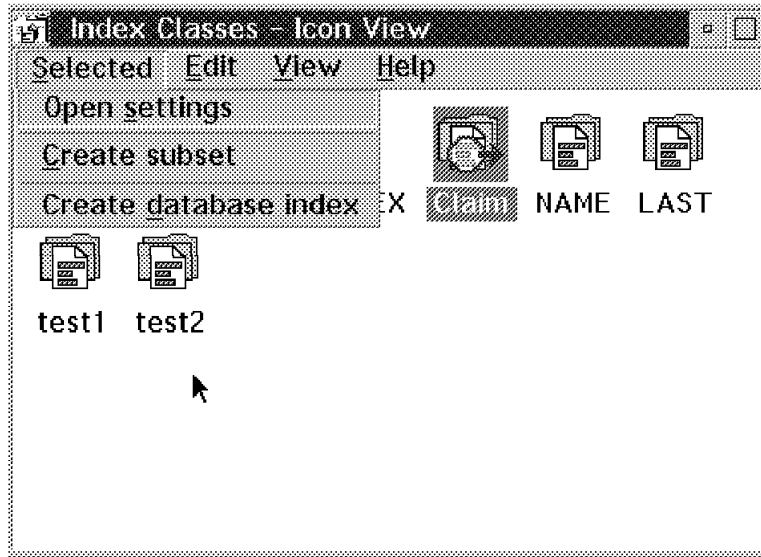 Index Classes - Icon View
Selected Edit View Help
Open settings
Create subset
Create database index EX Claim NAME LAST
test1 test2